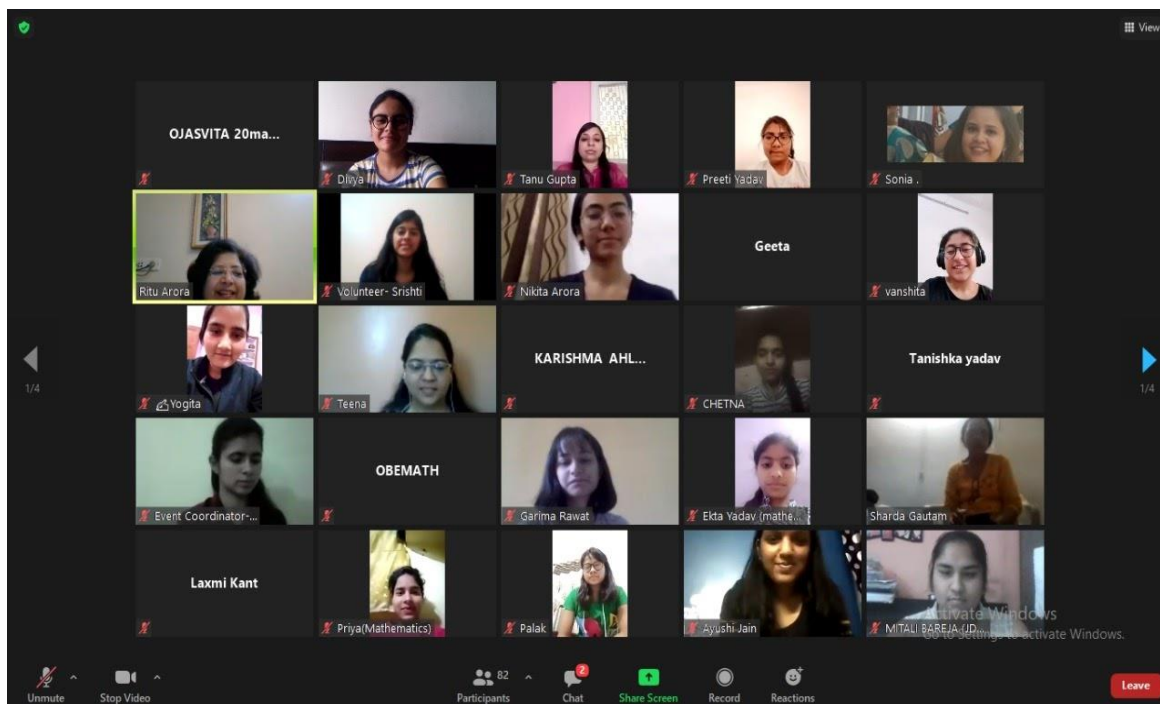 View
OJASVITA 20ma...
Divya
Tanu Gupta
Preeti Yadav
Sonia .
Ritu Arora
Volunteer- Srishti
Nikita Arora
Geeta
vanshita
Yogita
Teena
KARISHMA AHL...
CHETNA
Tanishka yadav
1/4
1/4
Event Coordinator-...
OBEMATH
Garima Rawat
Ekta Yadav (mathe...
Sharda Gautam
Laxmi Kant
Priya(Mathematics)
Palak
Ayushi Jain
MITALI BAREJA (JD...
Activate Windows
Go to Settings to activate Windows.
Unmute
Stop Video
82
Participants
2
Chat
Share Screen
Record
Reactions
Leave